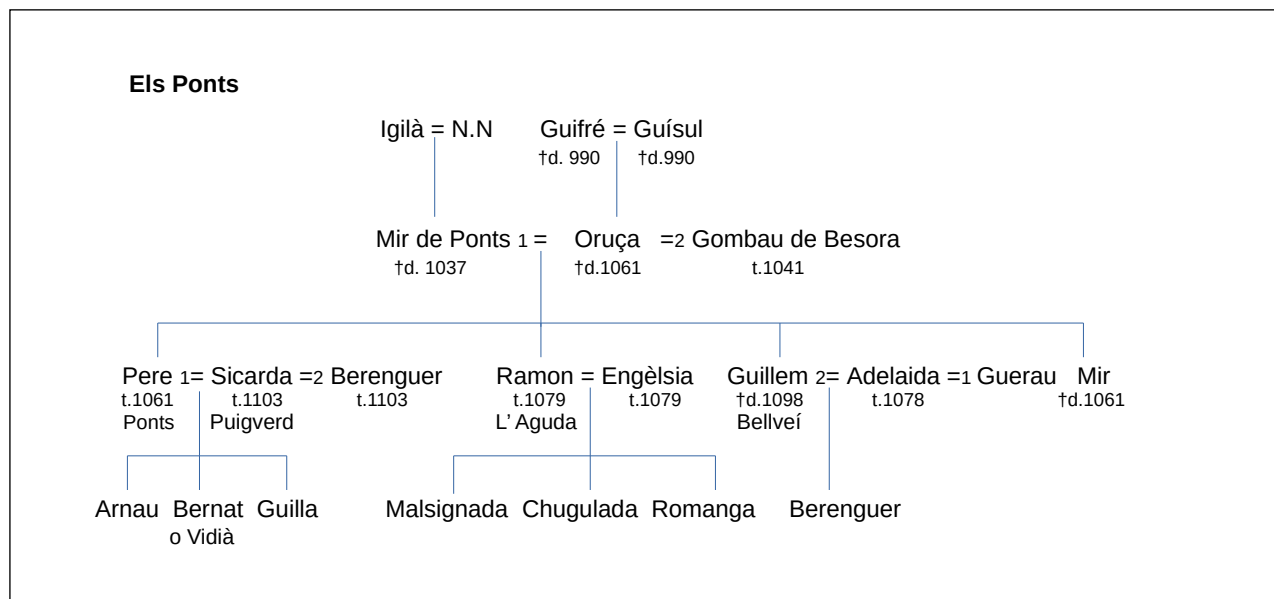 Els Ponts
Igilà = N.N Guifré = Guísul
†d. 990 †d.990
Mir de Ponts 1 = Oruça =2 Gombau de Besora
†d. 1037 †d.1061 t.1041
Pere 1= Sicarda =2 Berenguer Ramon = Engèlsia Guillem 2= Adelaida =1 Guerau Mir
t.1061 t.1103 t.1103 t.1079 t.1079 †d.1098 t.1078 †d.1061
Ponts Puigverd L' Aguda Bellveí
Arnau Bernat Guilla Malsignada Chugulada Romanga Berenguer
o Vidià